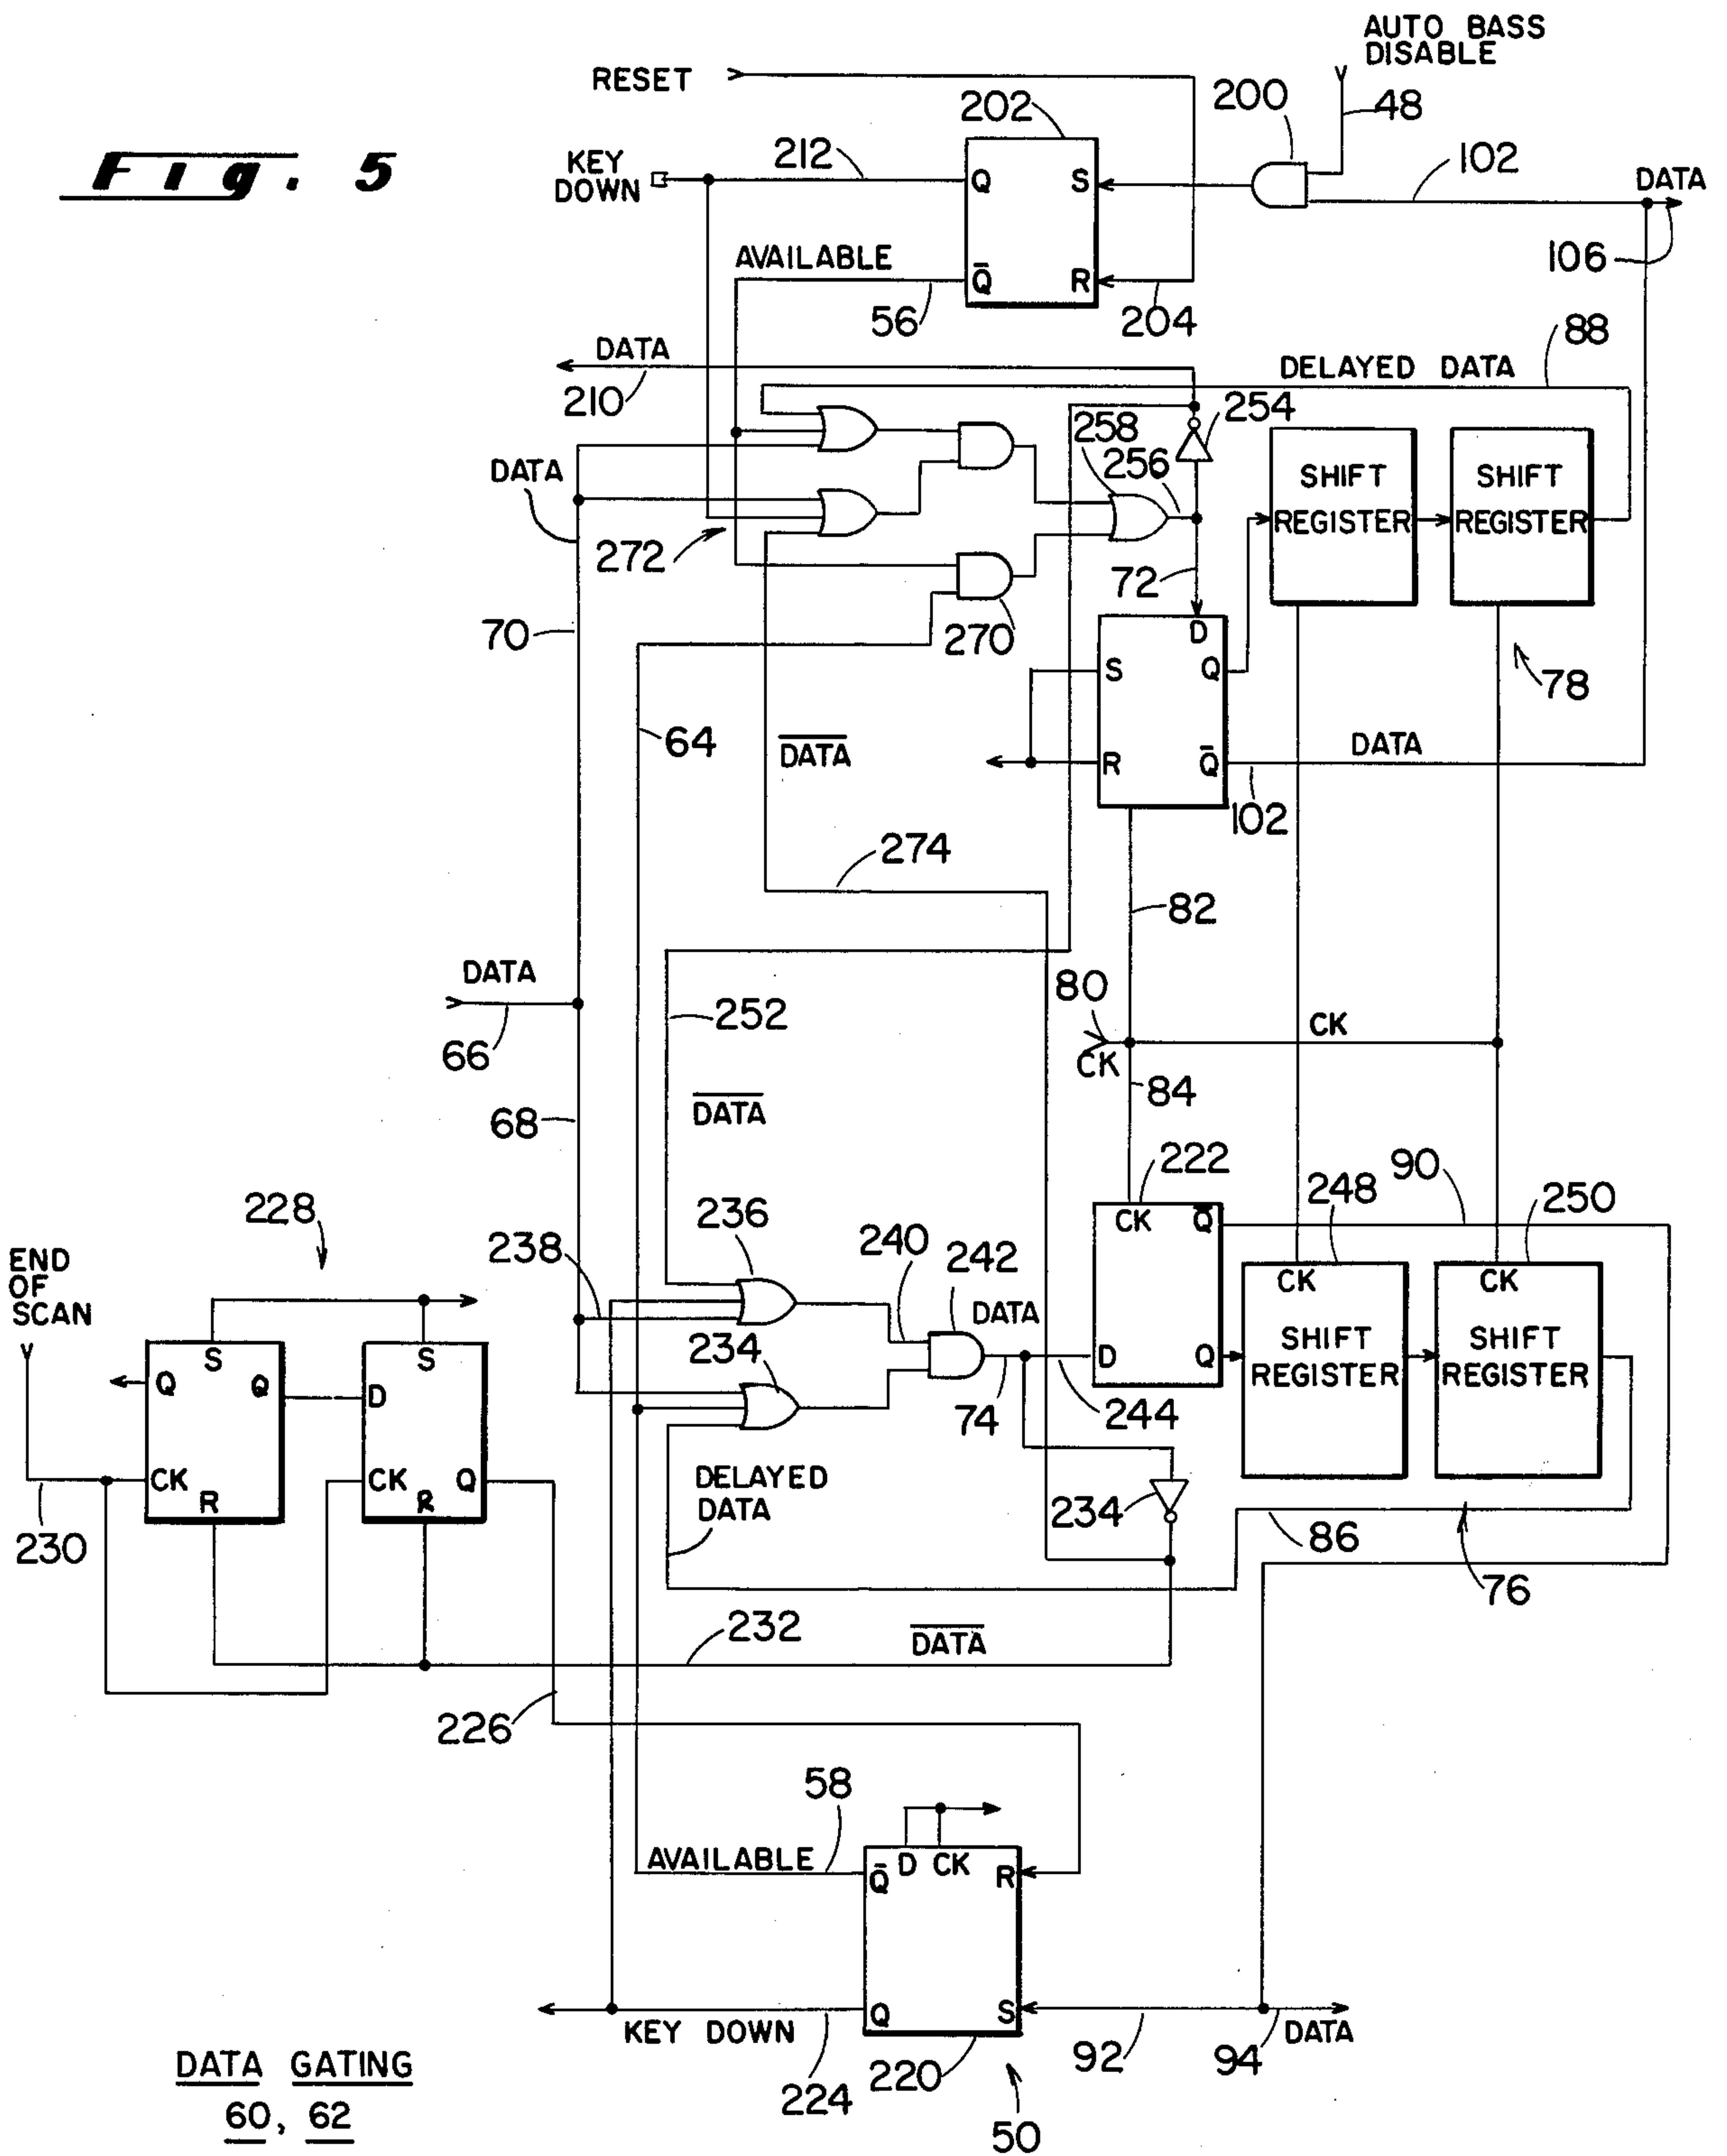 AUTO BASS
DISABLE
RESET
202
200
48
Fig. 5
KEY
DOWN
212
Q
S
102
DATA
AVAILABLE
Q̄
R
56
204
106
88
DATA
210
DELAYED DATA
258
254
256
DATA
SHIFT
REGISTER
SHIFT
REGISTER
272
72
70
270
D
S
Q
78
64
DATA
R
Q̄
DATA
102
274
82
DATA
66
252
80
CK
CK
84
DATA
68
222
90
228
236
248
250
END
OF
SCAN
238
240
242
CK
Q̄
CK
CK
DATA
S
S
234
D
Q
SHIFT
REGISTER
SHIFT
REGISTER
Q
Q
D
74
244
CK
R
CK
R
Q
DELAYED
DATA
234
230
86
76
232
DATA
226
58
AVAILABLE
Q̄
D
CK
R
KEY DOWN
Q
S
DATA
224
220
92
94
50
DATA GATING
60, 62